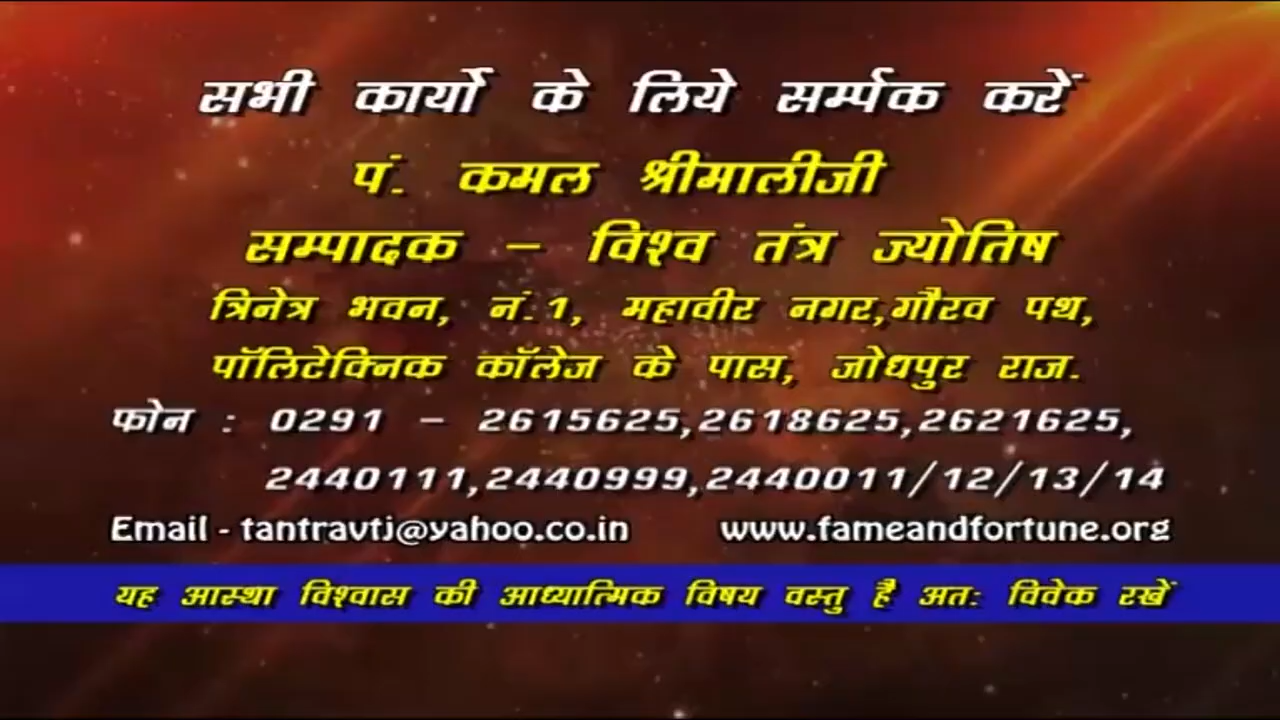 सभी कार्यो के लिये सर्म्पक करें
पं. कमल श्रीमालीजी
सम्पादक - विश्व तंत्र ज्योतिष
त्रिनेत्र भवन, नं.1, महावीर नगर,गौरव पथ,
पॉलिटेक्निक कॉलेज के पास, जोधपुर राज.
फोन : 0291 - 2615625,2618625,2621625,
2440111,2440999,2440011/12/13/14
Email - tantravtj@yahoo.co.in www.fameandfortune.org
यह आस्था विश्वास की आध्यात्मिक विषय वस्तु है अतः विवेक रखें